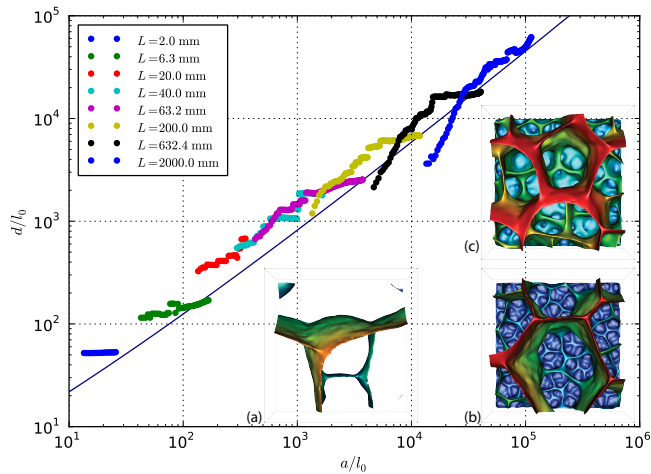 10^5
10^4
10^3
10^2
10^1
d/l_0
L=2.0 mm
L=6.3 mm
L=20.0 mm
L=40.0 mm
L=63.2 mm
L=200.0 mm
L=632.4 mm
L=2000.0 mm
(c)
(a)
(b)
10^1
10^2
10^3
10^4
10^5
10^6
a/l_0